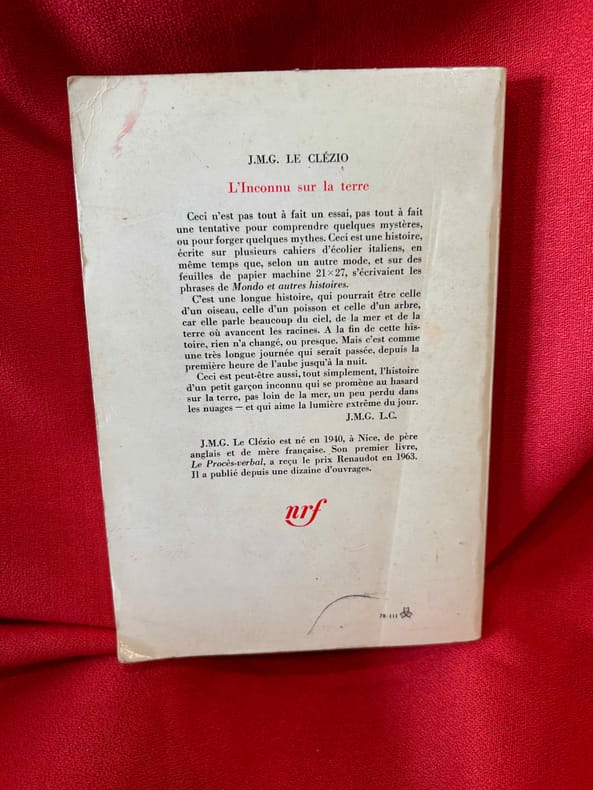 J.M.G. LE CLÉZIO
L'Inconnu sur la terre
Ceci n'est pas tout à fait un essai, pas tout à fait
une tentative pour comprendre quelques mystères,
ou pour forger quelques mythes. Ceci est une histoire,
écrite sur plusieurs cahiers d'écolier italiens, en
même temps que, selon un autre mode, et sur des
feuilles de papier machine 21×27, s'écrivaient les
phrases de Mondo et autres histoires.
C'est une longue histoire, qui pourrait être celle
d'un oiseau, celle d'un poisson et celle d'un arbre,
car elle parle beaucoup du ciel, de la mer et de la
terre où avancent les racines. A la fin de cette his-
toire, rien n'a changé, ou presque. Mais c'est comme
une très longue journée qui serait passée, depuis la
première heure de l'aube jusqu'à la nuit.
Ceci est peut-être aussi, tout simplement, l'histoire
d'un petit garçon inconnu qui se promène au hasard
sur la terre, pas loin de la mer, un peu perdu dans
les nuages — et qui aime la lumière extrême du jour.
J.M.G. L.C.
J.M.G. Le Clézio est né en 1940, à Nice, de père
anglais et de mère française. Son premier livre,
Le Procès-verbal, a reçu le prix Renaudot en 1963.
Il a publié depuis une dizaine d'ouvrages.
nrf